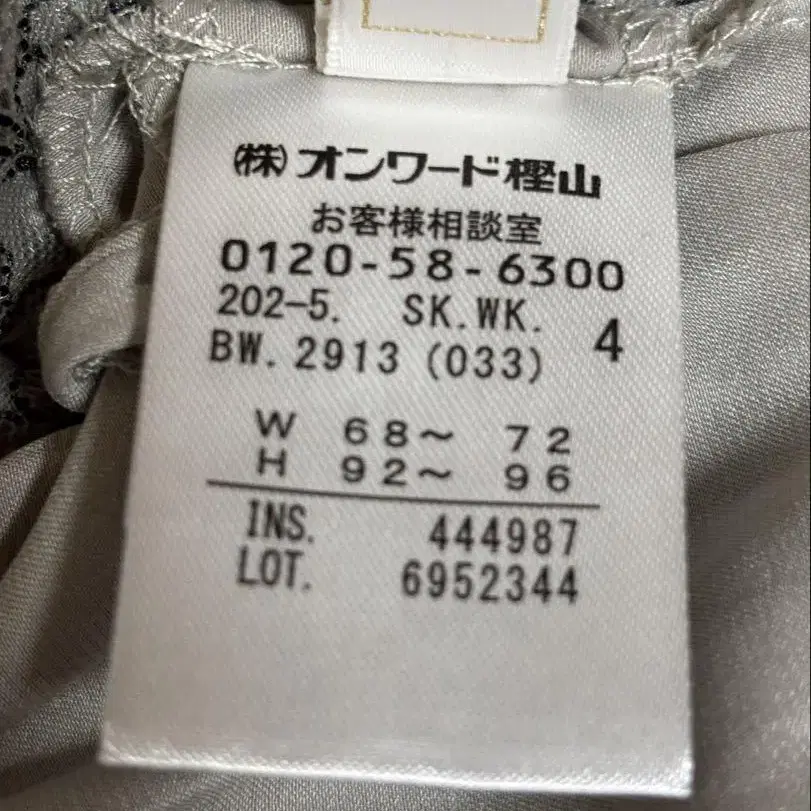 (株)オンワード樫山
お客様相談室
0120-58-6300
202-5. SK.WK. 4
BW.2913(033)
W 68～ 72
H 92～ 96
INS. 444987
LOT. 6952344